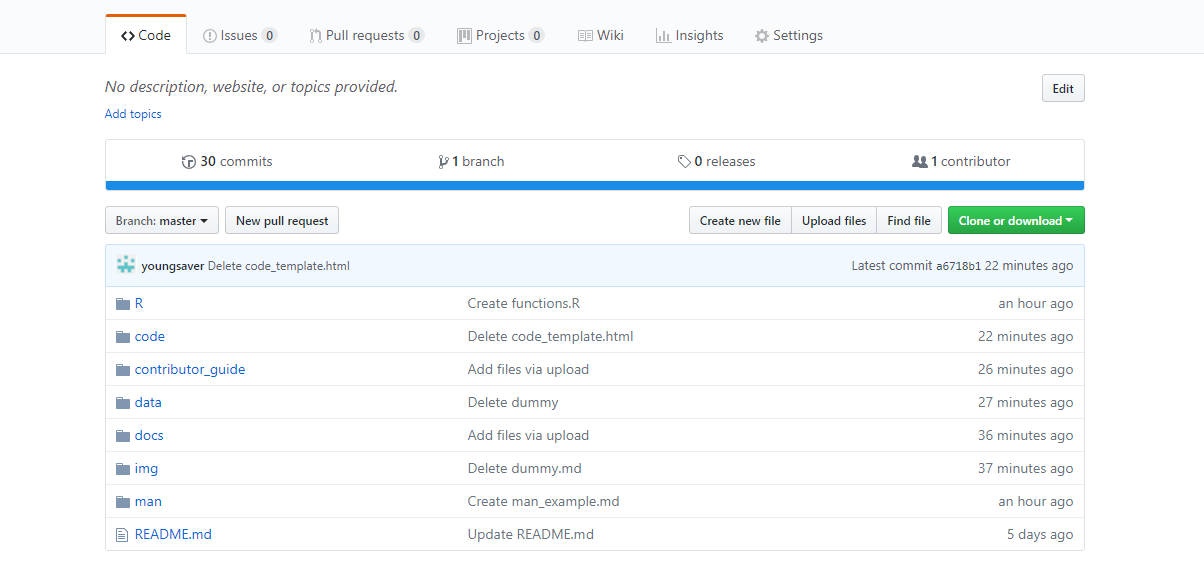 Code Issues 0 Pull requests 0 Projects 0 Wiki Insights Settings
No description, website, or topics provided. Edit
Add topics
30 commits 1 branch 0 releases 1 contributor
Branch: master New pull request Create new file Upload files Find file Clone or download
youngsaver Delete code_template.html Latest commit a6718b1 22 minutes ago
R Create functions.R an hour ago
code Delete code_template.html 22 minutes ago
contributor_guide Add files via upload 26 minutes ago
data Delete dummy 27 minutes ago
docs Add files via upload 36 minutes ago
img Delete dummy.md 37 minutes ago
man Create man_example.md an hour ago
README.md Update README.md 5 days ago